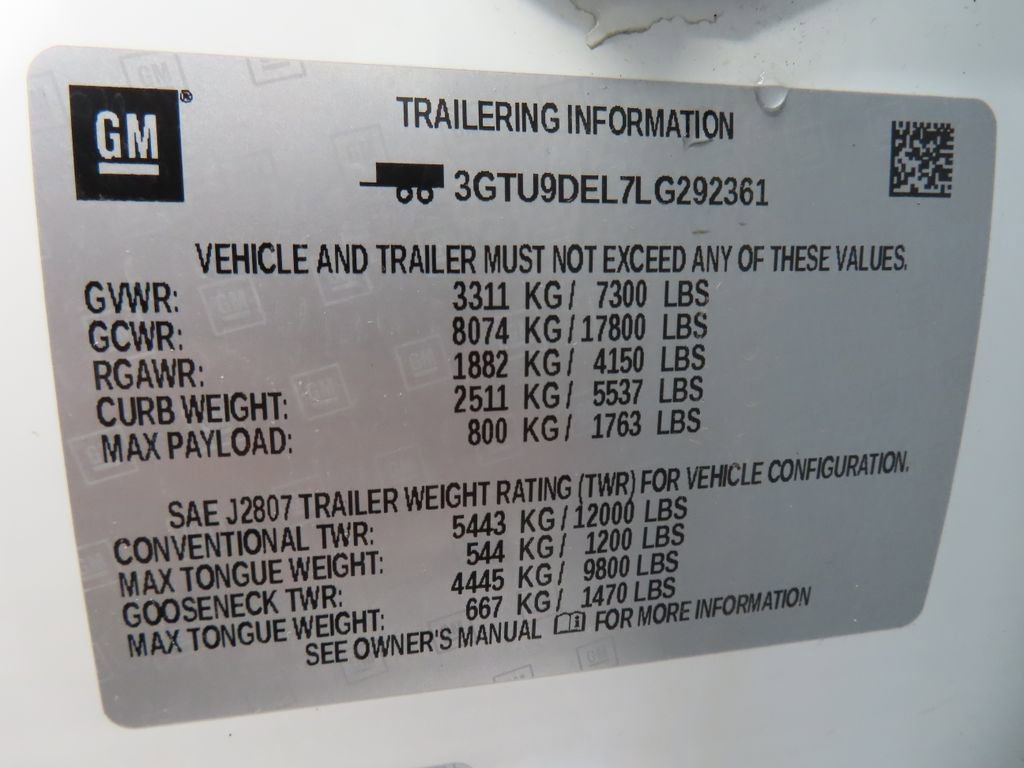 GM®
TRAILERING INFORMATION
3GTU9DEL7LG292361
VEHICLE AND TRAILER MUST NOT EXCEED ANY OF THESE VALUES.
GVWR: 3311 KG/ 7300 LBS
GCWR: 8074 KG/17800 LBS
RGAWR: 1882 KG/ 4150 LBS
CURB WEIGHT: 2511 KG/ 5537 LBS
MAX PAYLOAD: 800 KG/ 1763 LBS
SAE J2807 TRAILER WEIGHT RATING (TWR) FOR VEHICLE CONFIGURATION.
CONVENTIONAL TWR: 5443 KG/12000 LBS
MAX TONGUE WEIGHT: 544 KG/ 1200 LBS
GOOSENECK TWR: 4445 KG/ 9800 LBS
MAX TONGUE WEIGHT: 667 KG/ 1470 LBS
SEE OWNER'S MANUAL FOR MORE INFORMATION